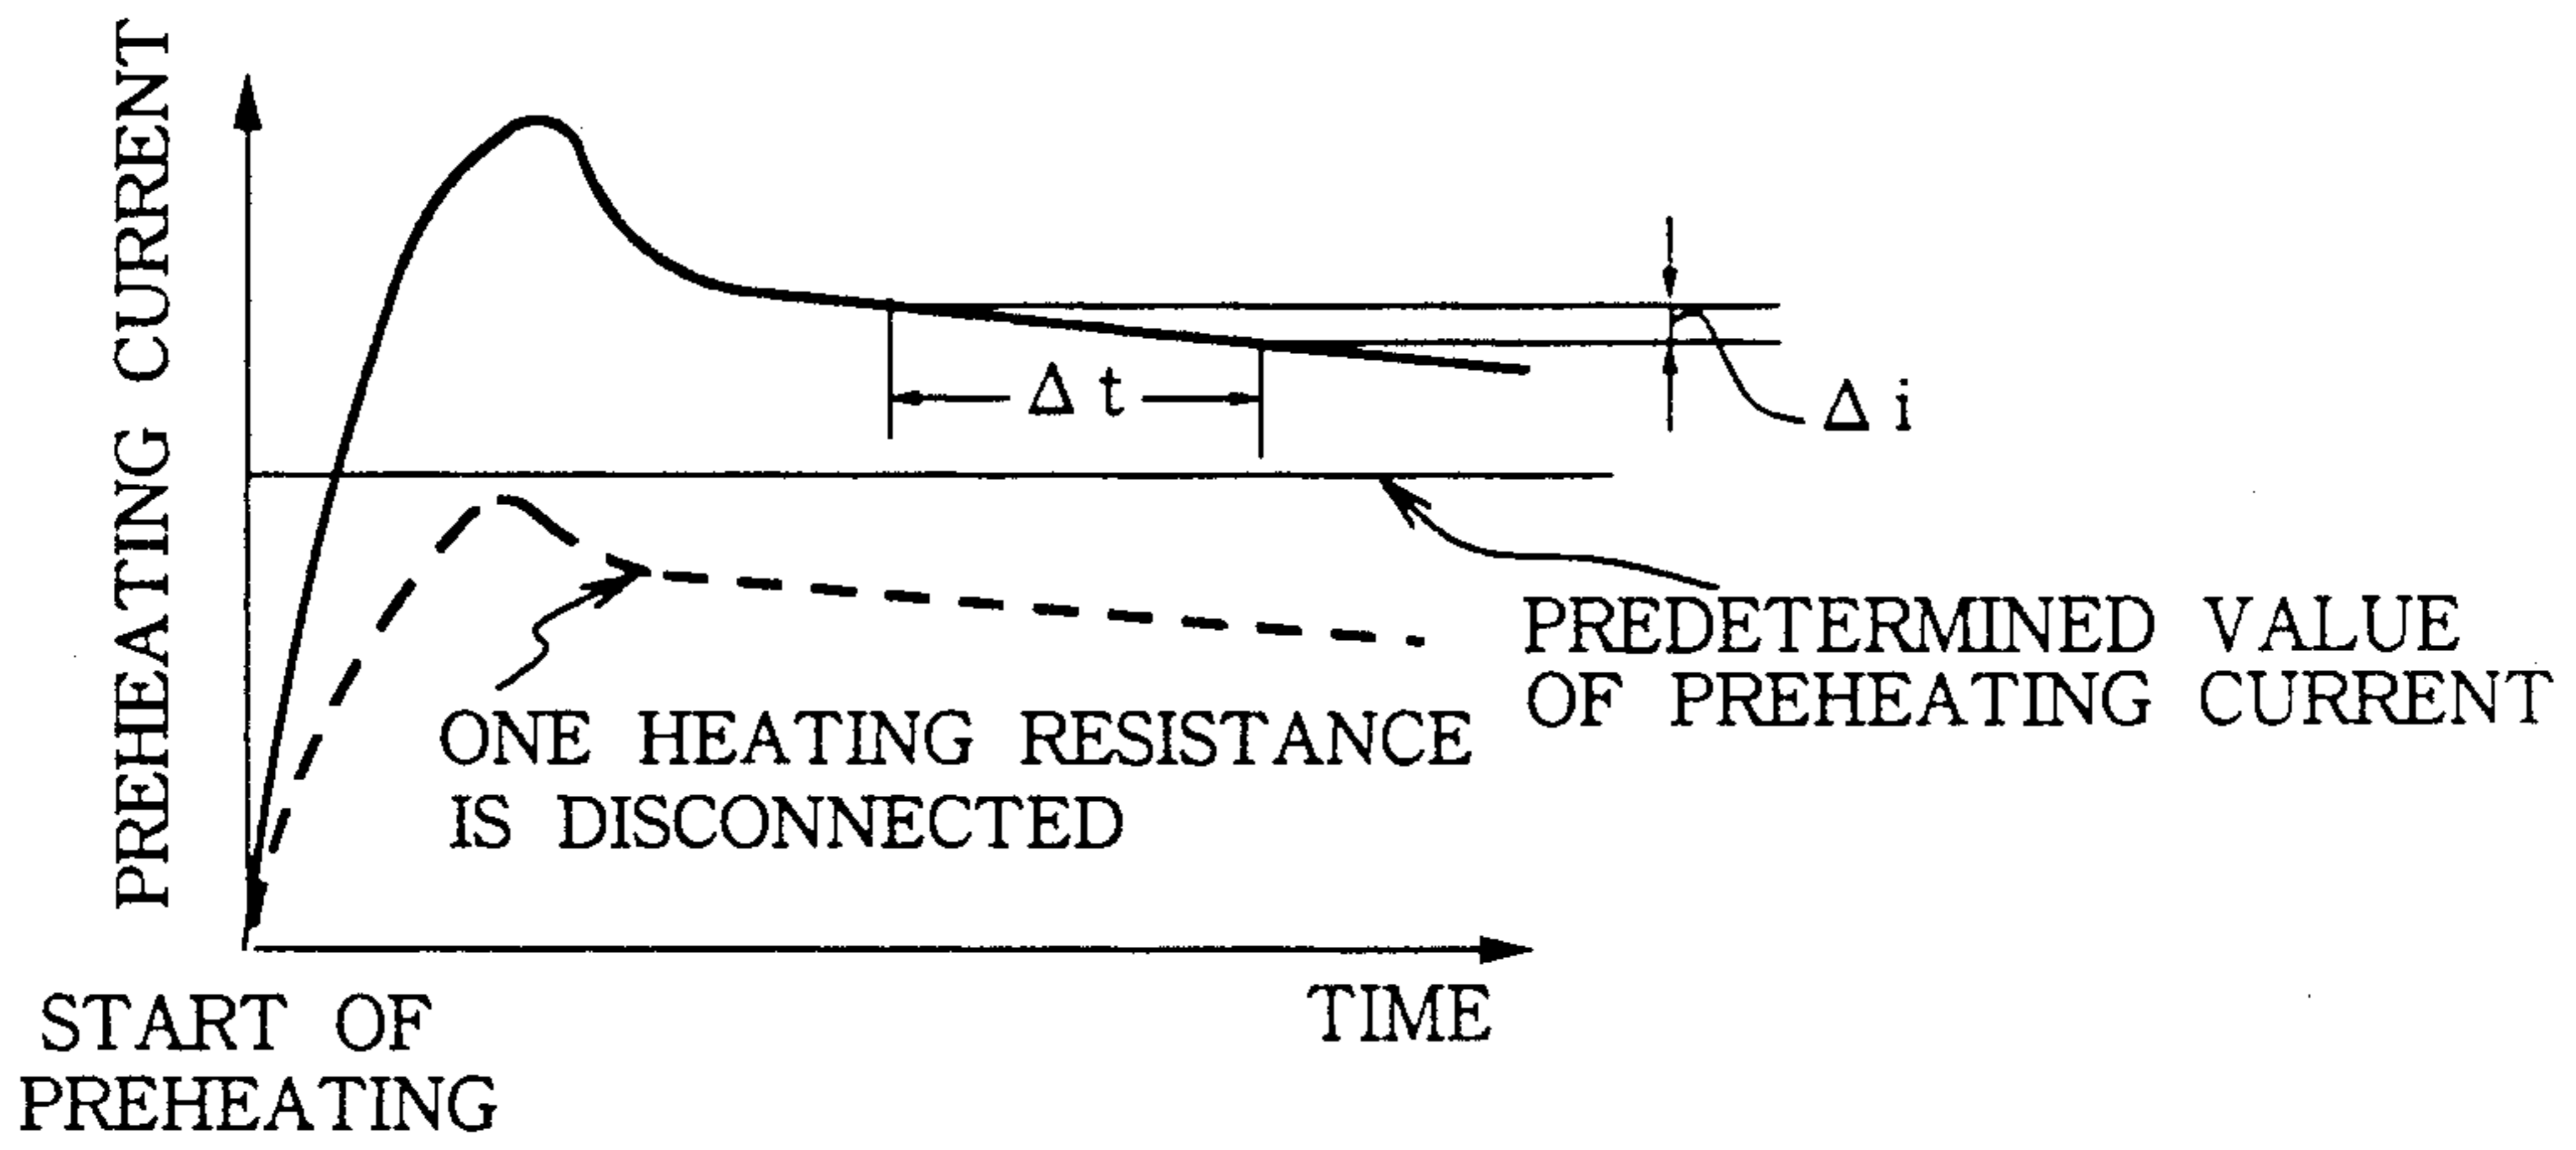 PREHEATING CURRENT
Δt
Δi
PREDETERMINED VALUE
OF PREHEATING CURRENT
ONE HEATING RESISTANCE
IS DISCONNECTED
TIME
START OF
PREHEATING